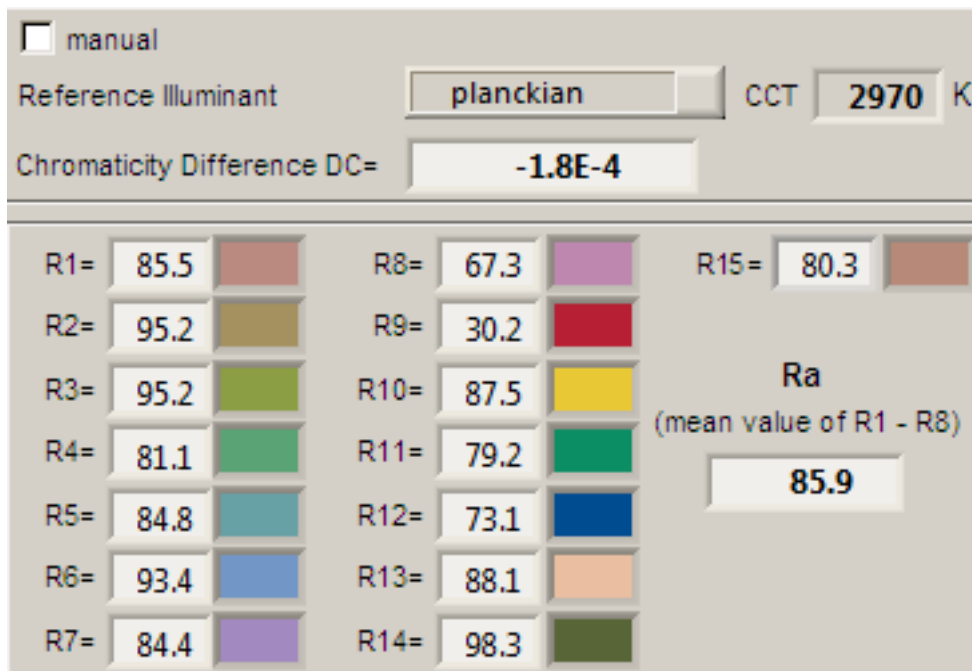 manual
Reference Illuminant planckian CCT 2970 K
Chromaticity Difference DC= -1.8E-4
R1= 85.5 R8= 67.3 R15= 80.3
R2= 95.2 R9= 30.2
R3= 95.2 R10= 87.5 Ra
(mean value of R1 - R8)
R4= 81.1 R11= 79.2
85.9
R5= 84.8 R12= 73.1
R6= 93.4 R13= 88.1
R7= 84.4 R14= 98.3